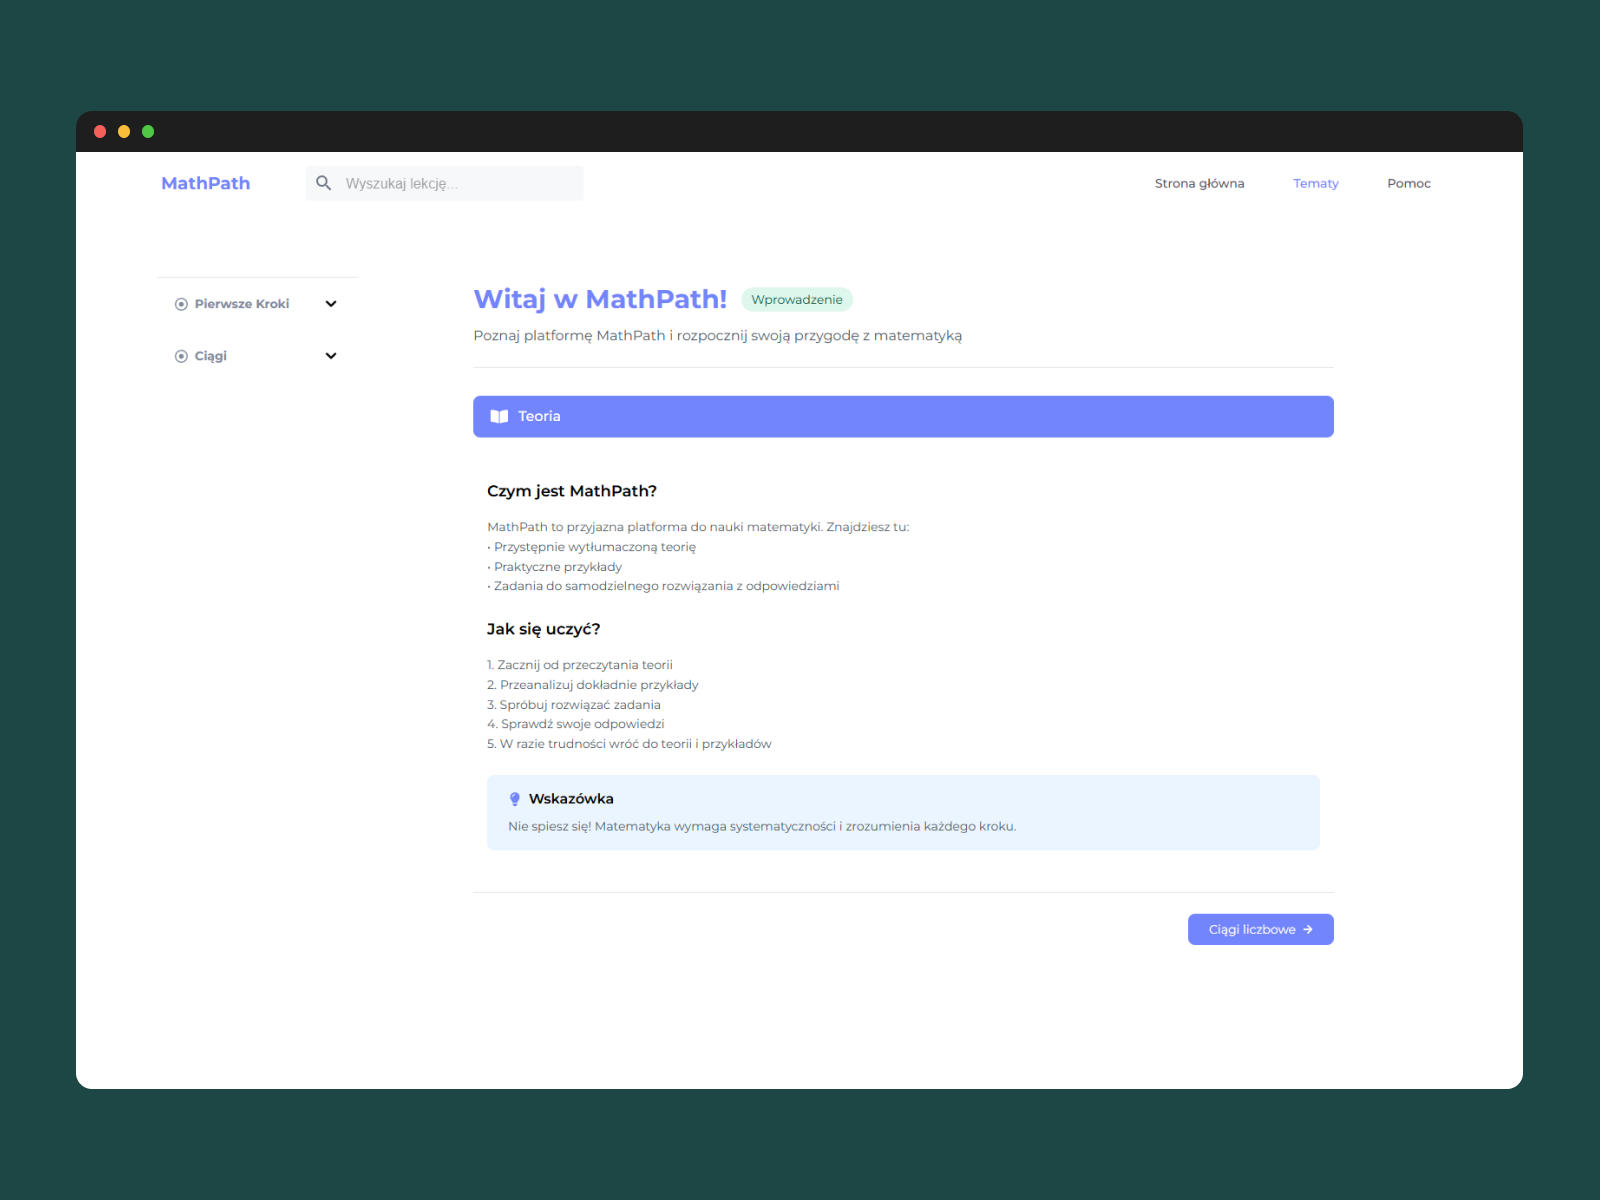 MathPath
Wyszukaj lekcję...
Strona główna
Tematy
Pomoc
Pierwsze Kroki
Ciągi
Witaj w MathPath!
Wprowadzenie
Poznaj platformę MathPath i rozpocznij swoją przygodę z matematyką
Teoria
Czym jest MathPath?
MathPath to przyjazna platforma do nauki matematyki. Znajdziesz tu:
• Przystępnie wytłumaczoną teorię
• Praktyczne przykłady
• Zadania do samodzielnego rozwiązania z odpowiedziami
Jak się uczyć?
1. Zacznij od przeczytania teorii
2. Przeanalizuj dokładnie przykłady
3. Spróbuj rozwiązać zadania
4. Sprawdź swoje odpowiedzi
5. W razie trudności wróć do teorii i przykładów
Wskazówka
Nie spiesz się! Matematyka wymaga systematyczności i zrozumienia każdego kroku.
Ciągi liczbowe →